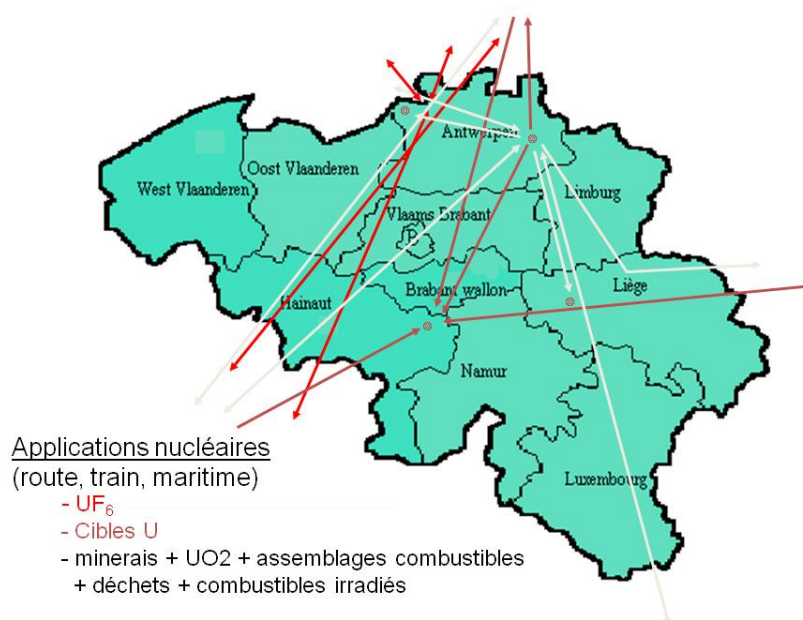 Antwerpen
Oost Vlaanderen
West Vlaanderen
Limburg
Vlaams Brabant
B
Brabant wallon
Liège
Hainaut
Namur
Luxembourg
Applications nucléaires
(route, train, maritime)
- UF6
- Cibles U
- minerais + UO2 + assemblages combustibles
+ déchets + combustibles irradiés